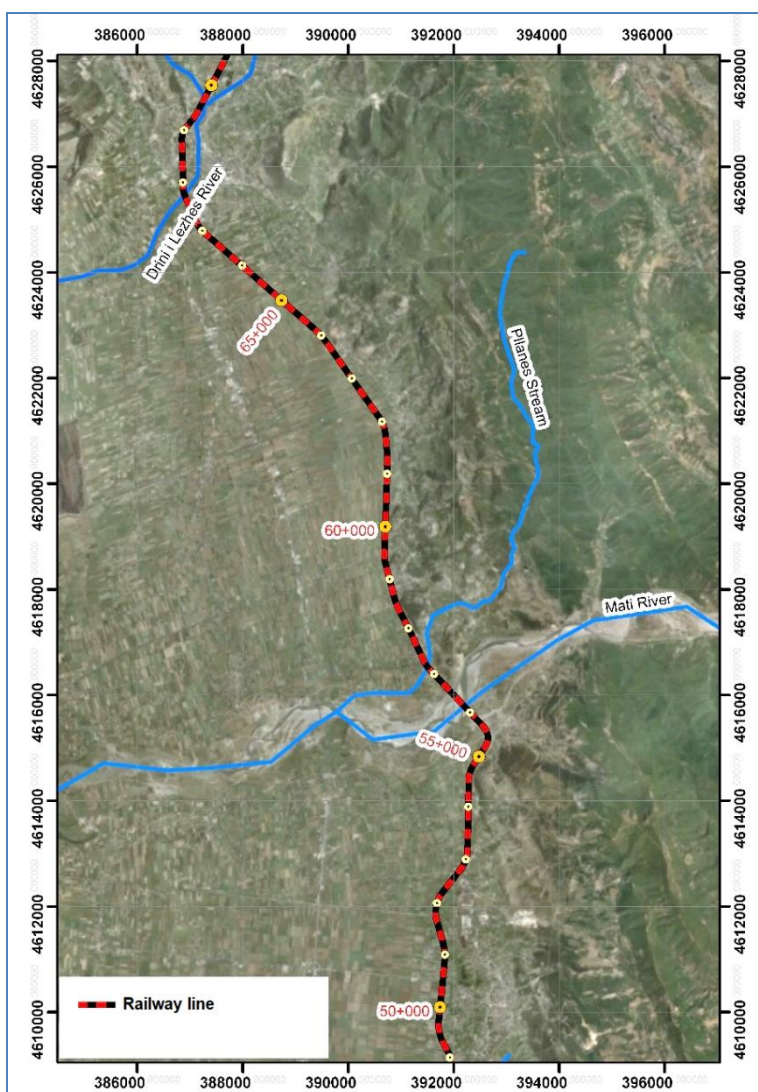 386000 388000 390000 392000 394000 396000
4628000 4628000
4626000 4626000
Drini i Lezhes River
4624000 4624000
65+000
Pllanes Stream
4622000 4622000
4620000 4620000
60+000
4618000 4618000
Mati River
4616000 4616000
55+000
4614000 4614000
4612000 4612000
Railway line
50+000
4610000 4610000
386000 388000 390000 392000 394000 396000